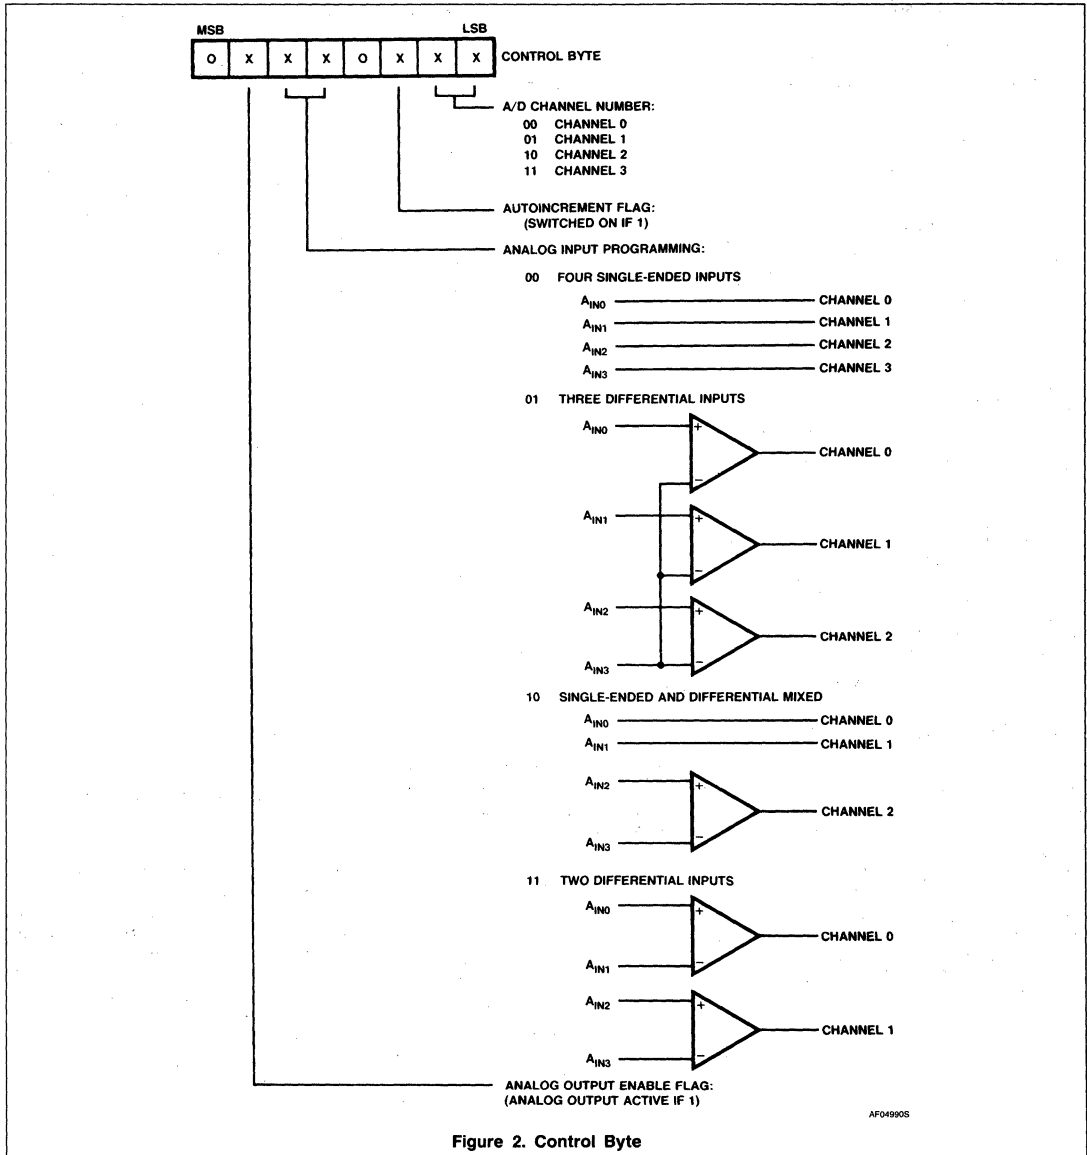 MSB LSB
O X X X O X X X CONTROL BYTE
A/D CHANNEL NUMBER:
00 CHANNEL 0
01 CHANNEL 1
10 CHANNEL 2
11 CHANNEL 3
AUTOINCREMENT FLAG:
(SWITCHED ON IF 1)
ANALOG INPUT PROGRAMMING:
00 FOUR SINGLE-ENDED INPUTS
AIN0 CHANNEL 0
AIN1 CHANNEL 1
AIN2 CHANNEL 2
AIN3 CHANNEL 3
01 THREE DIFFERENTIAL INPUTS
AIN0 +
CHANNEL 0
−
AIN1 +
CHANNEL 1
−
AIN2 +
CHANNEL 2
AIN3 −
10 SINGLE-ENDED AND DIFFERENTIAL MIXED
AIN0 CHANNEL 0
AIN1 CHANNEL 1
AIN2 +
CHANNEL 2
AIN3 −
11 TWO DIFFERENTIAL INPUTS
AIN0 +
CHANNEL 0
AIN1 −
AIN2 +
CHANNEL 1
AIN3 −
ANALOG OUTPUT ENABLE FLAG:
(ANALOG OUTPUT ACTIVE IF 1)
AF04990S
Figure 2. Control Byte